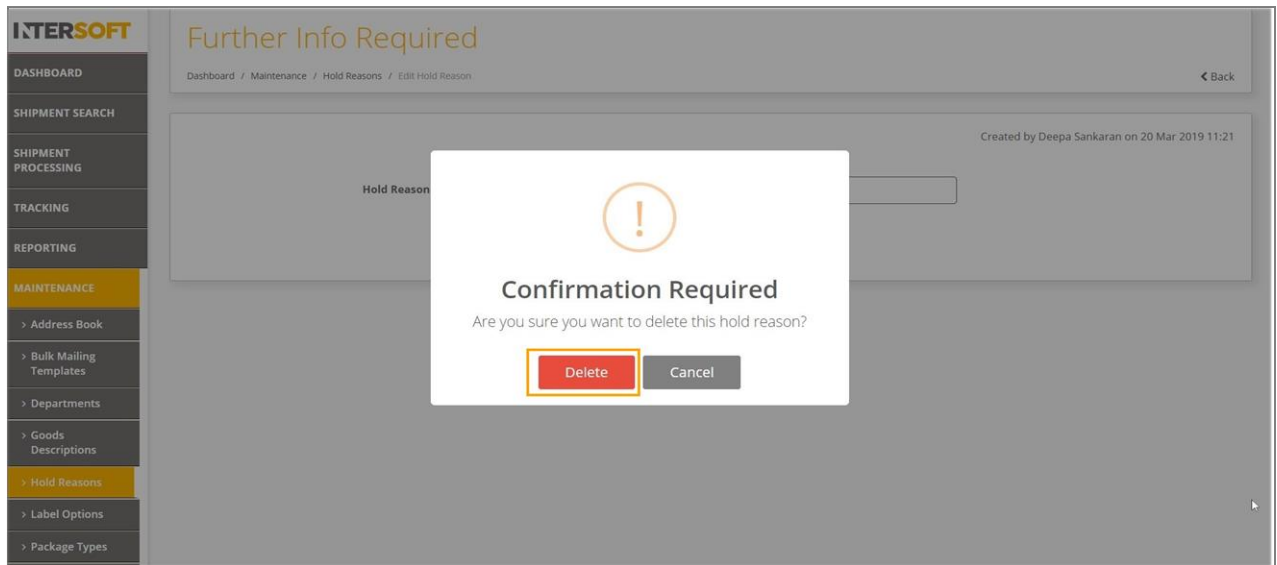 INTERSOFT
DASHBOARD
SHIPMENT SEARCH
SHIPMENT
PROCESSING
TRACKING
REPORTING
MAINTENANCE
> Address Book
> Bulk Mailing
Templates
> Departments
> Goods
Descriptions
> Hold Reasons
> Label Options
> Package Types
Further Info Required
Dashboard / Maintenance / Hold Reasons / Edit Hold Reason
Back
Created by Deepa Sankaran on 20 Mar 2019 11:21
Hold Reason
!
Confirmation Required
Are you sure you want to delete this hold reason?
Delete Cancel